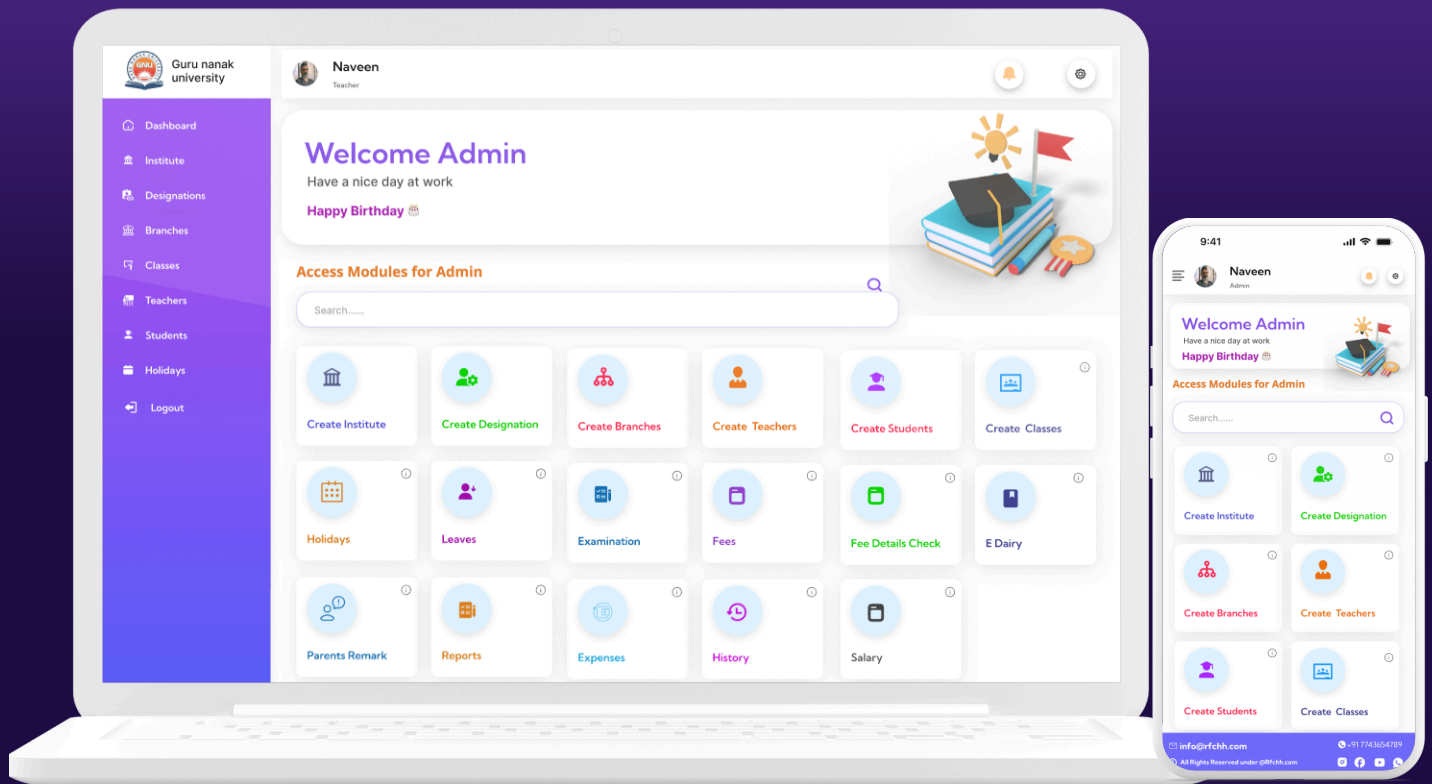 GNU
Guru nanak
university
Dashboard
Institute
Designations
Branches
Classes
Teachers
Students
Holidays
Logout
Naveen
Teacher
Welcome Admin
Have a nice day at work
Happy Birthday
Access Modules for Admin
Search......
Create Institute
Create Designation
Create Branches
Create Teachers
Create Students
Create Classes
Holidays
Leaves
Examination
Fees
Fee Details Check
E Dairy
Parents Remark
Reports
Expenses
History
Salary
9:41
Naveen
Admin
Welcome Admin
Have a nice day at work
Happy Birthday
Access Modules for Admin
Search......
Create Institute
Create Designation
Create Branches
Create Teachers
Create Students
Create Classes
info@rfchh.com
+91 7743654789
All Rights Reserved under @Rfchh.com